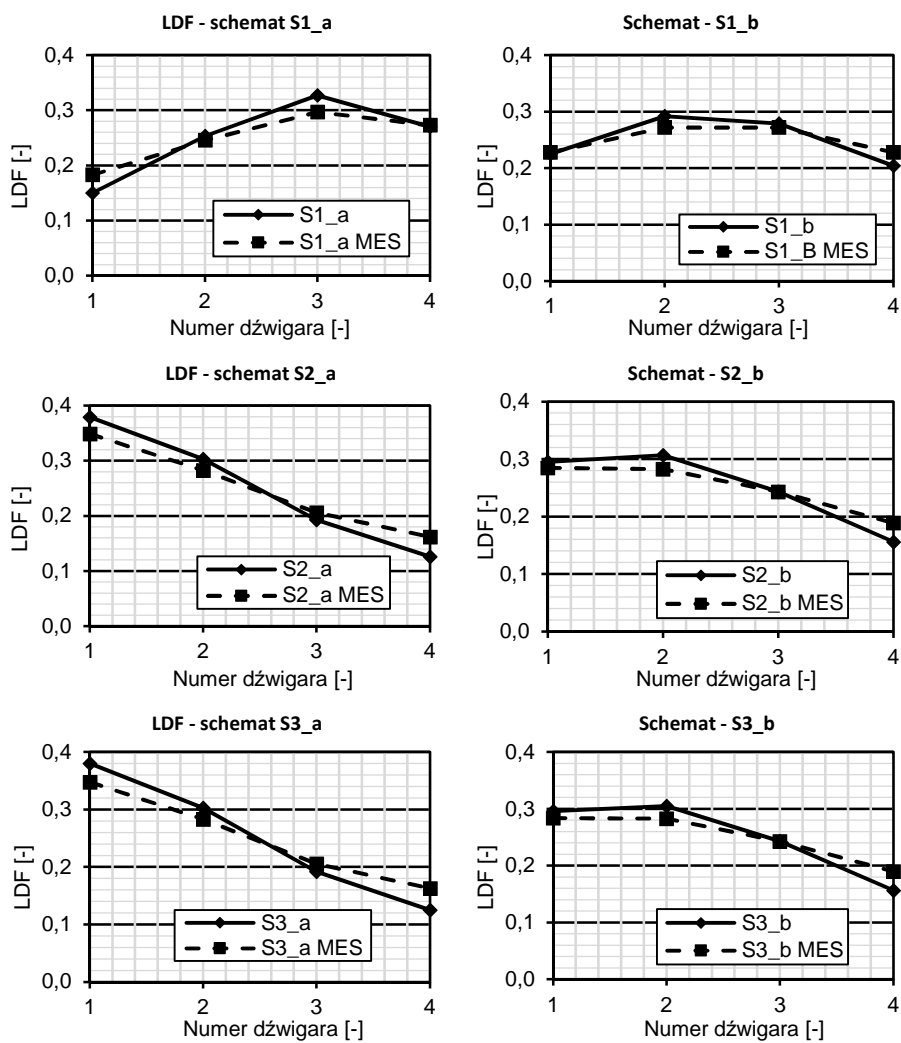 LDF - schemat S1_a
0,4
0,3
0,2
0,1
0,0
LDF [-]
S1_a
S1_a MES
1 2 3 4
Numer dźwigara [-]
Schemat - S1_b
0,4
0,3
0,2
0,1
0,0
LDF [-]
S1_b
S1_B MES
1 2 3 4
Numer dźwigara [-]
LDF - schemat S2_a
0,4
0,3
0,2
0,1
0,0
LDF [-]
S2_a
S2_a MES
1 2 3 4
Numer dźwigara [-]
Schemat - S2_b
0,4
0,3
0,2
0,1
0,0
LDF [-]
S2_b
S2_b MES
1 2 3 4
Numer dźwigara [-]
LDF - schemat S3_a
0,4
0,3
0,2
0,1
0,0
LDF [-]
S3_a
S3_a MES
1 2 3 4
Numer dźwigara [-]
Schemat - S3_b
0,4
0,3
0,2
0,1
0,0
LDF [-]
S3_b
S3_b MES
1 2 3 4
Numer dźwigara [-]